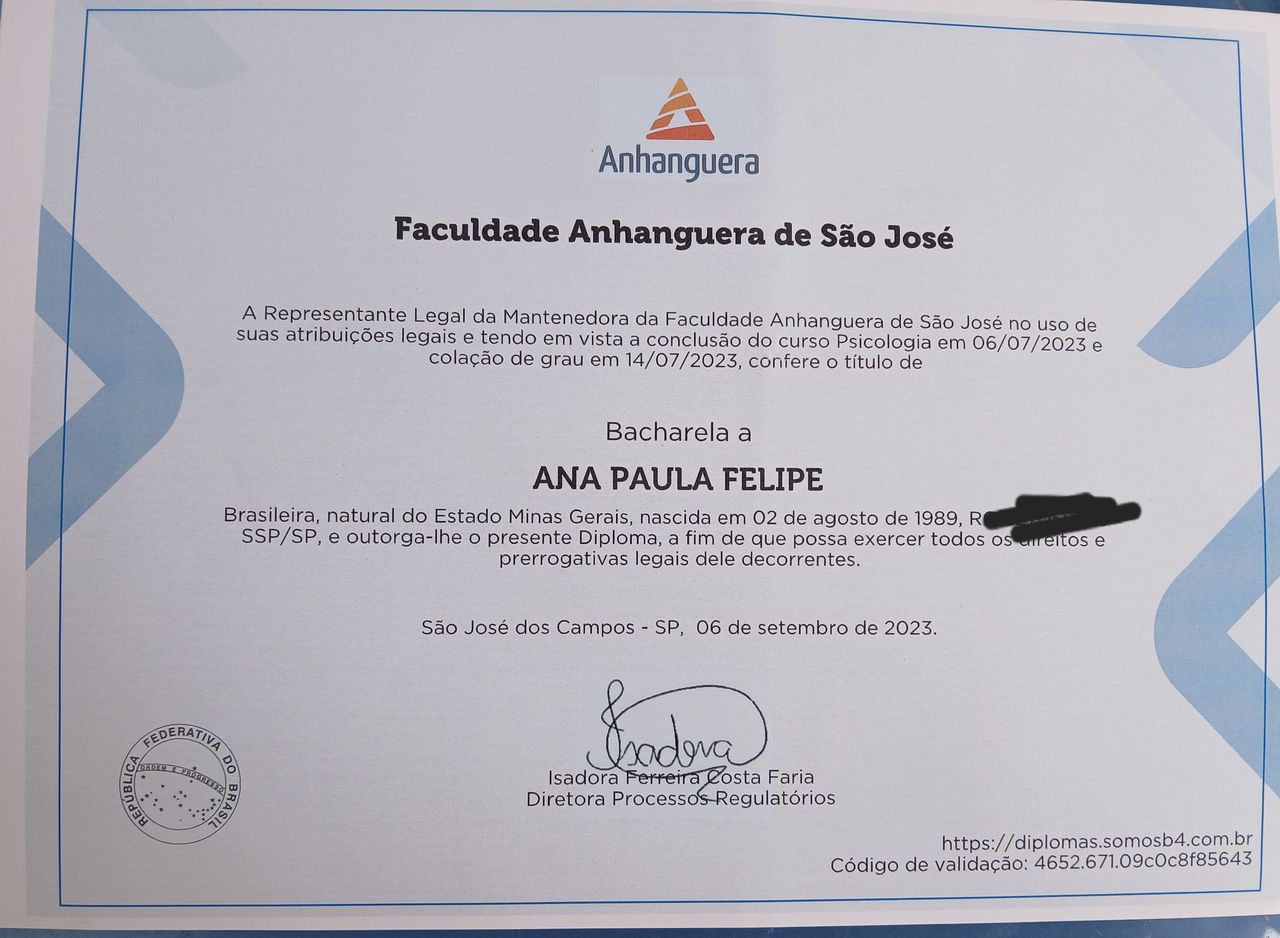 Anhanguera
Faculdade Anhanguera de São José
A Representante Legal da Mantenedora da Faculdade Anhanguera de São José no uso de
suas atribuições legais e tendo em vista a conclusão do curso Psicologia em 06/07/2023 e
colação de grau em 14/07/2023, confere o título de
Bacharela a
ANA PAULA FELIPE
Brasileira, natural do Estado Minas Gerais, nascida em 02 de agosto de 1989,
SSP/SP, e outorga-lhe o presente Diploma, a fim de que possa exercer todos os direitos e
prerrogativas legais dele decorrentes.
São José dos Campos - SP, 06 de setembro de 2023.
Isadora
Isadora Ferreira Costa Faria
Diretora Processos Regulatórios
REPÚBLICA FEDERATIVA DO BRASIL
ORDEM E PROGRESSO
https://diplomas.somosb4.com.br
Código de validação: 4652.671.09c0c8f85643